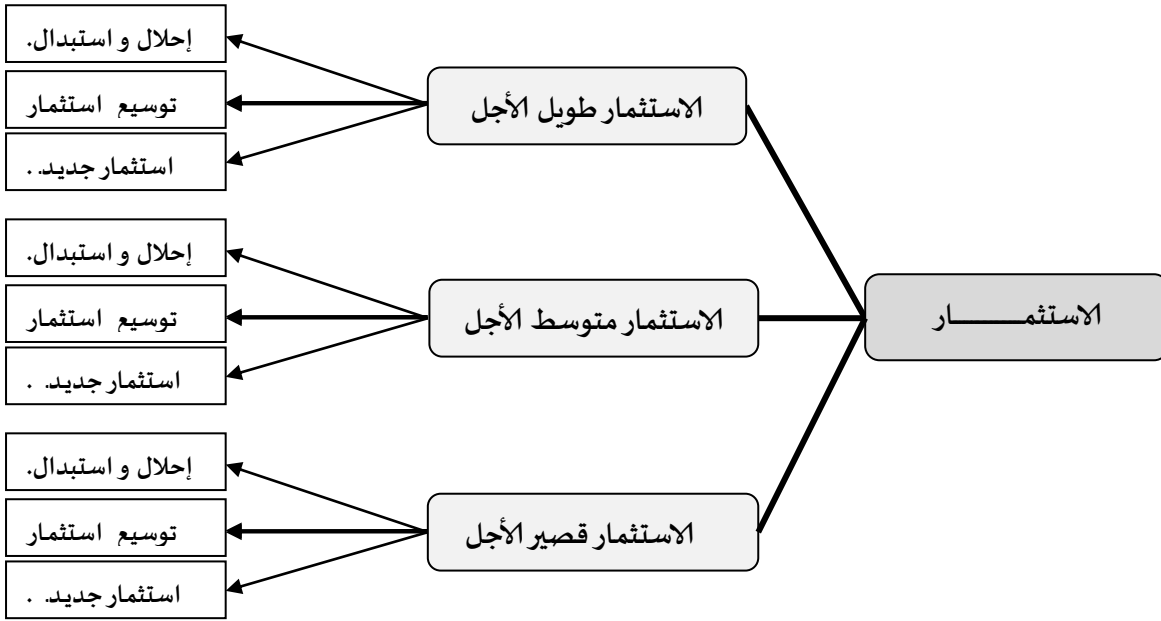 الاستثمــــــــار
الاستثمار طويل الأجل
إحلال و استبدال.
توسيع استثمار
استثمار جديد. .
الاستثمار متوسط الأجل
إحلال و استبدال.
توسيع استثمار
استثمار جديد. .
الاستثمار قصير الأجل
إحلال و استبدال.
توسيع استثمار
استثمار جديد. .